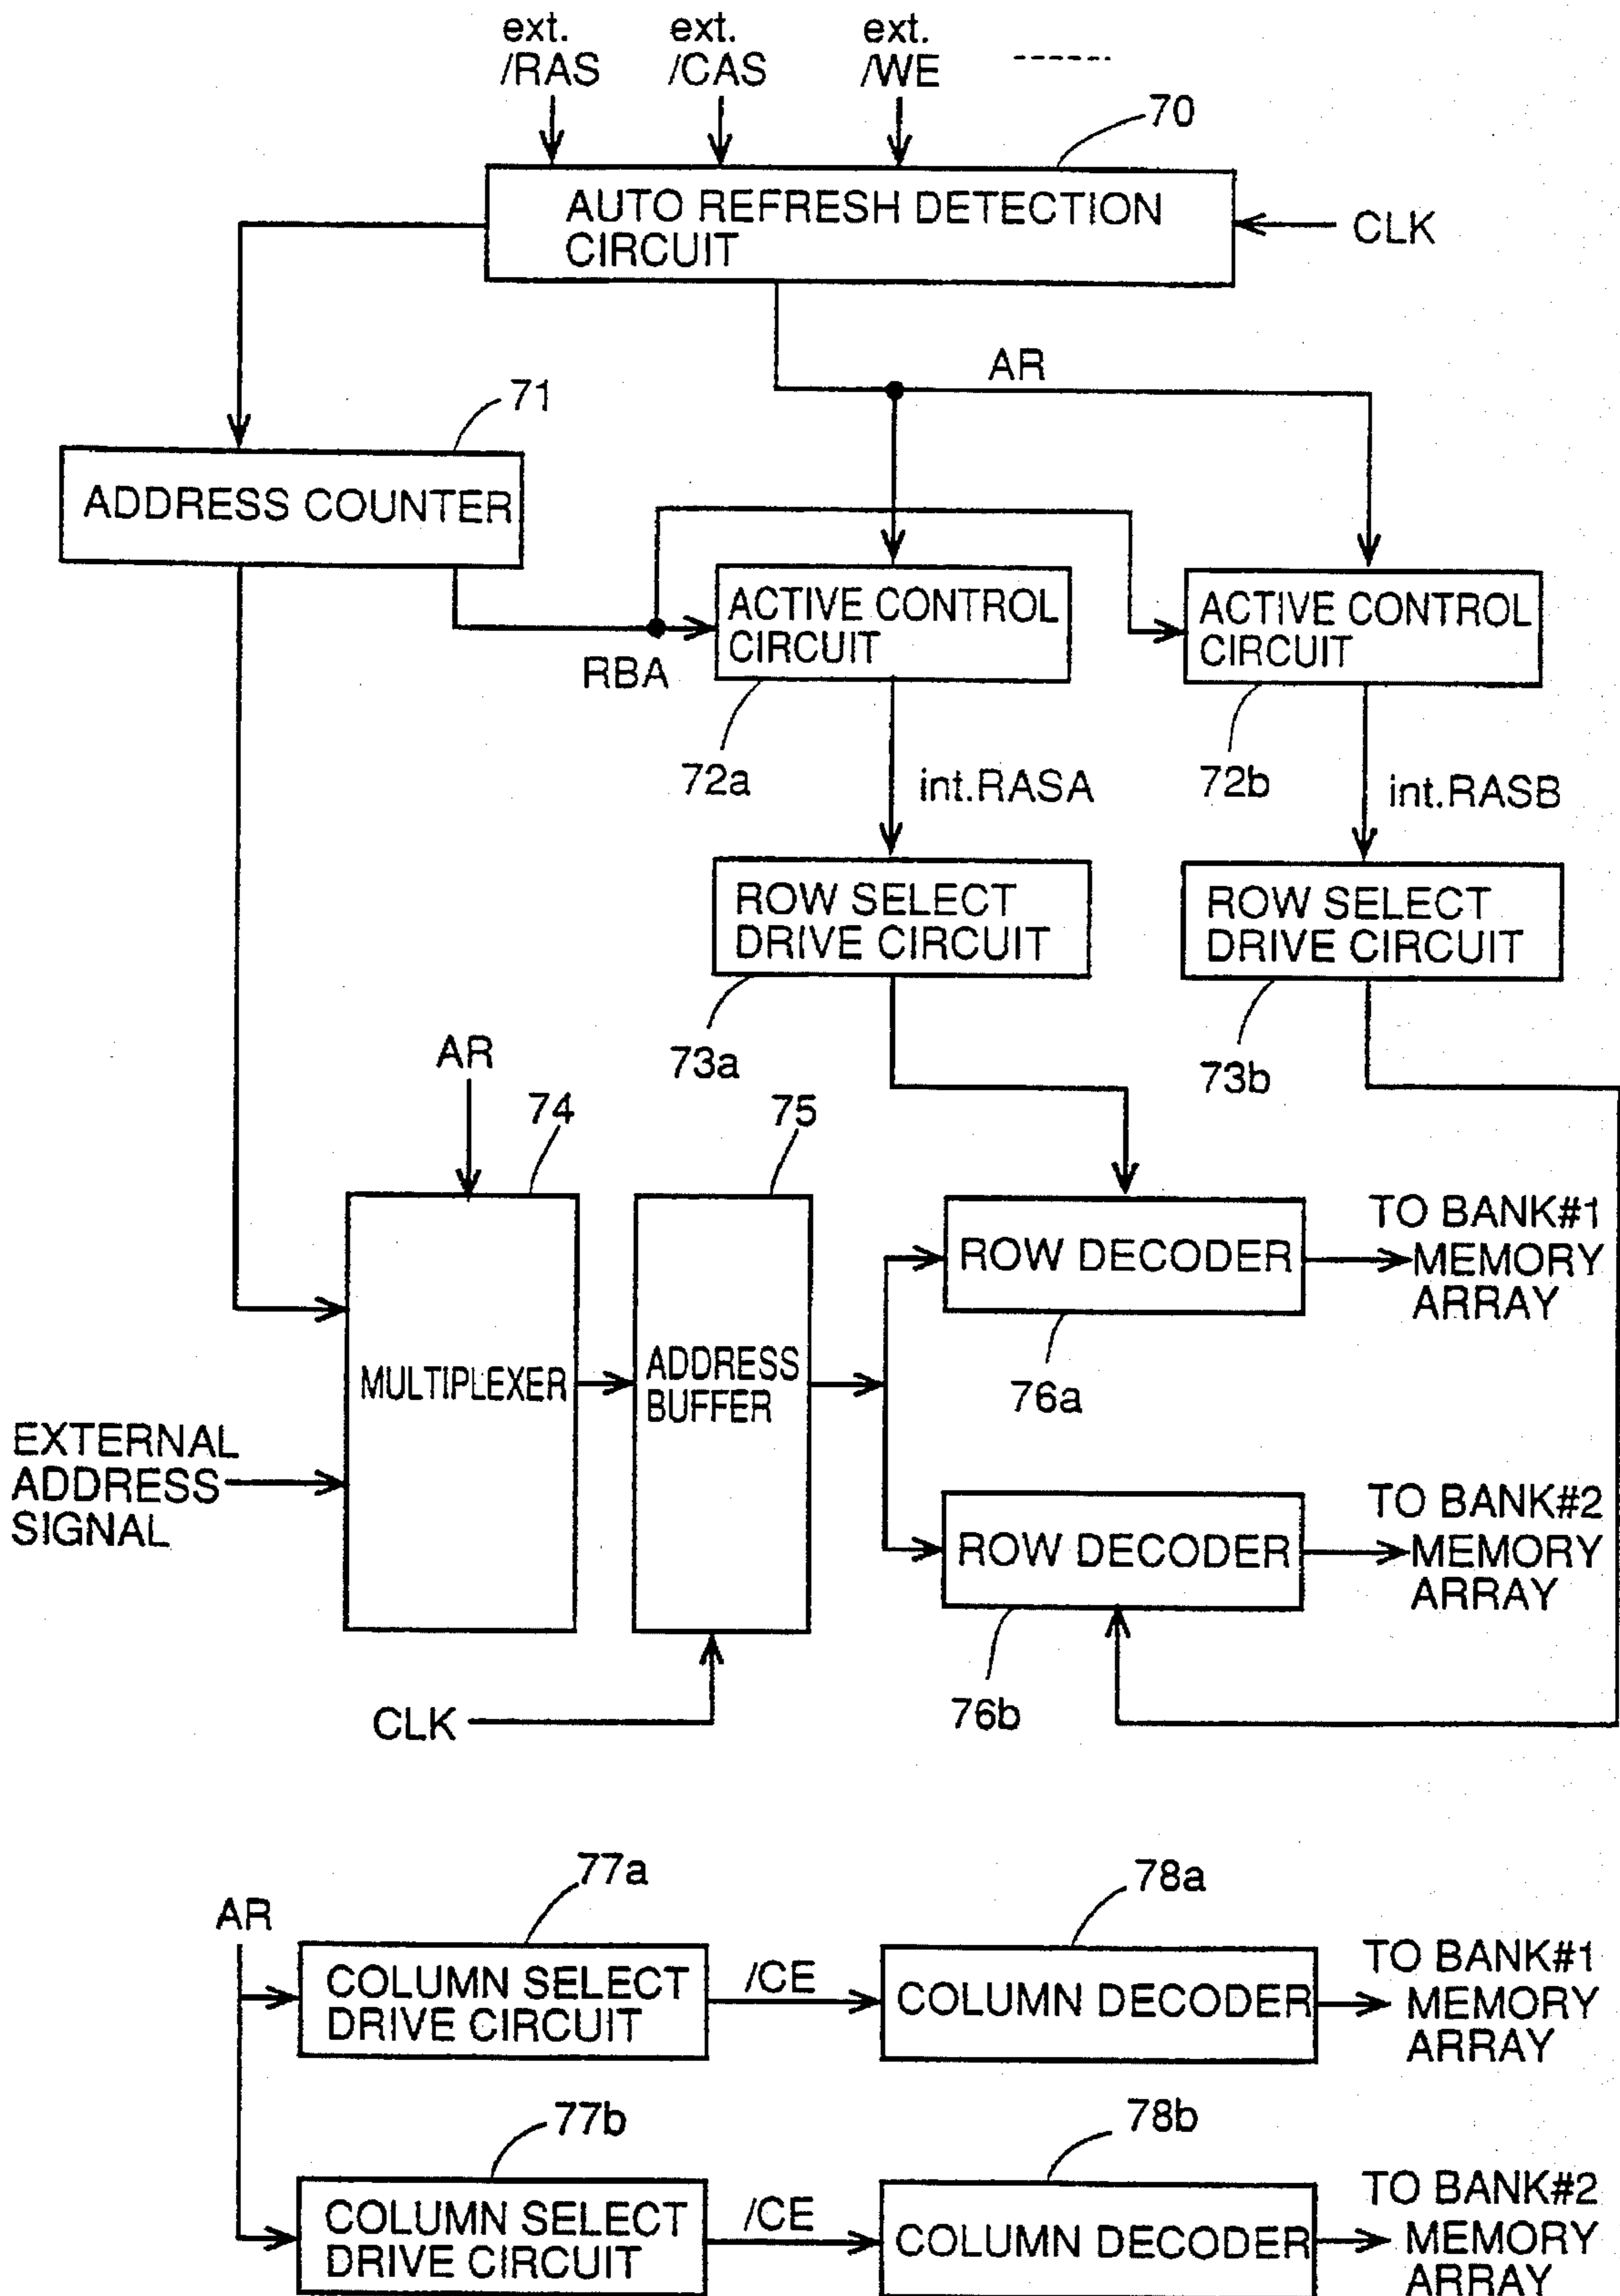 ext.
/RAS
ext.
/CAS
ext.
/WE
70
AUTO REFRESH DETECTION
CIRCUIT
CLK
AR
71
ADDRESS COUNTER
ACTIVE CONTROL
CIRCUIT
ACTIVE CONTROL
CIRCUIT
RBA
72a
int.RASA
72b
int.RASB
ROW SELECT
DRIVE CIRCUIT
ROW SELECT
DRIVE CIRCUIT
73a
73b
AR
74
75
MULTIPLEXER
ADDRESS
BUFFER
ROW DECODER
TO BANK#1
MEMORY
ARRAY
76a
EXTERNAL
ADDRESS
SIGNAL
ROW DECODER
TO BANK#2
MEMORY
ARRAY
76b
CLK
AR
77a
78a
COLUMN SELECT
DRIVE CIRCUIT
/CE
COLUMN DECODER
TO BANK#1
MEMORY
ARRAY
77b
78b
COLUMN SELECT
DRIVE CIRCUIT
/CE
COLUMN DECODER
TO BANK#2
MEMORY
ARRAY